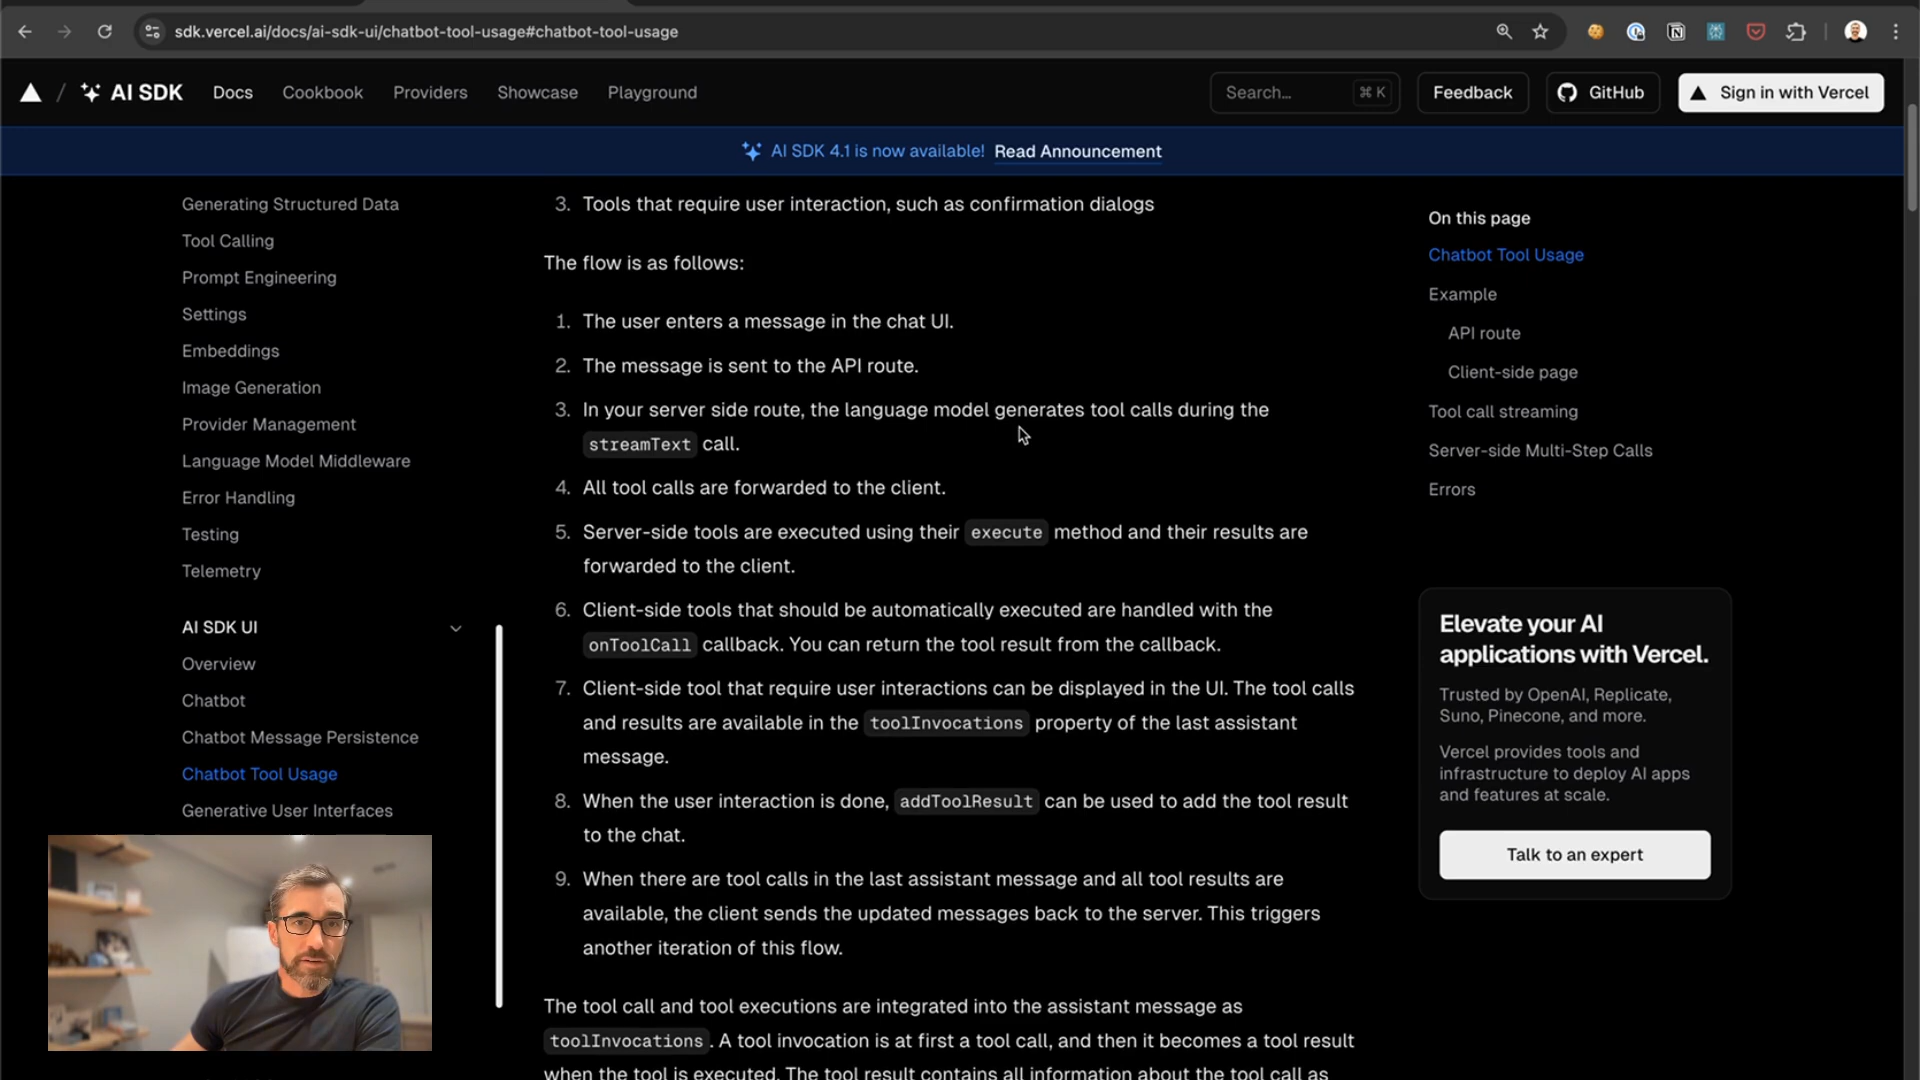 sdk.vercel.ai/docs/ai-sdk-ui/chatbot-tool-usage#chatbot-tool-usage
/ AI SDK Docs Cookbook Providers Showcase Playground Search... ⌘ K Feedback GitHub Sign in with Vercel
AI SDK 4.1 is now available! Read Announcement
Generating Structured Data
Tool Calling
Prompt Engineering
Settings
Embeddings
Image Generation
Provider Management
Language Model Middleware
Error Handling
Testing
Telemetry
AI SDK UI
Overview
Chatbot
Chatbot Message Persistence
Chatbot Tool Usage
Generative User Interfaces
3. Tools that require user interaction, such as confirmation dialogs
The flow is as follows:
1. The user enters a message in the chat UI.
2. The message is sent to the API route.
3. In your server side route, the language model generates tool calls during the
streamText call.
4. All tool calls are forwarded to the client.
5. Server-side tools are executed using their execute method and their results are
forwarded to the client.
6. Client-side tools that should be automatically executed are handled with the
onToolCall callback. You can return the tool result from the callback.
7. Client-side tool that require user interactions can be displayed in the UI. The tool calls
and results are available in the toolInvocations property of the last assistant
message.
8. When the user interaction is done, addToolResult can be used to add the tool result
to the chat.
9. When there are tool calls in the last assistant message and all tool results are
available, the client sends the updated messages back to the server. This triggers
another iteration of this flow.
The tool call and tool executions are integrated into the assistant message as
toolInvocations. A tool invocation is at first a tool call, and then it becomes a tool result
when the tool is executed. The tool result contains all information about the tool call as
On this page
Chatbot Tool Usage
Example
API route
Client-side page
Tool call streaming
Server-side Multi-Step Calls
Errors
Elevate your AI
applications with Vercel.
Trusted by OpenAI, Replicate,
Suno, Pinecone, and more.
Vercel provides tools and
infrastructure to deploy AI apps
and features at scale.
Talk to an expert